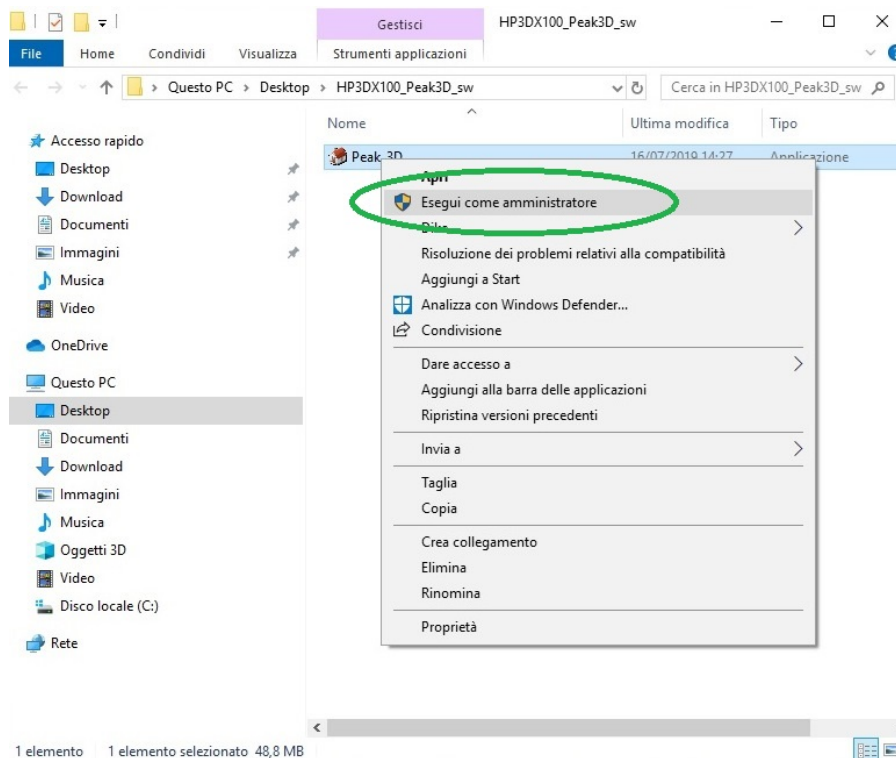 Gestisci
HP3DX100_Peak3D_sw
File Home Condividi Visualizza Strumenti applicazioni
Questo PC > Desktop > HP3DX100_Peak3D_sw
Cerca in HP3DX100_Peak3D_sw
Nome Ultima modifica Tipo
Accesso rapido
Desktop
Download
Documenti
Immagini
Musica
Video
OneDrive
Questo PC
Desktop
Documenti
Download
Immagini
Musica
Oggetti 3D
Video
Disco locale (C:)
Rete
Peak_3D 16/07/2019 14:27 Applicazione
Apri
Esegui come amministratore
Risoluzione dei problemi relativi alla compatibilità
Aggiungi a Start
Analizza con Windows Defender...
Condivisione
Dare accesso a
Aggiungi alla barra delle applicazioni
Ripristina versioni precedenti
Invia a
Taglia
Copia
Crea collegamento
Elimina
Rinomina
Proprietà
1 elemento 1 elemento selezionato 48,8 MB